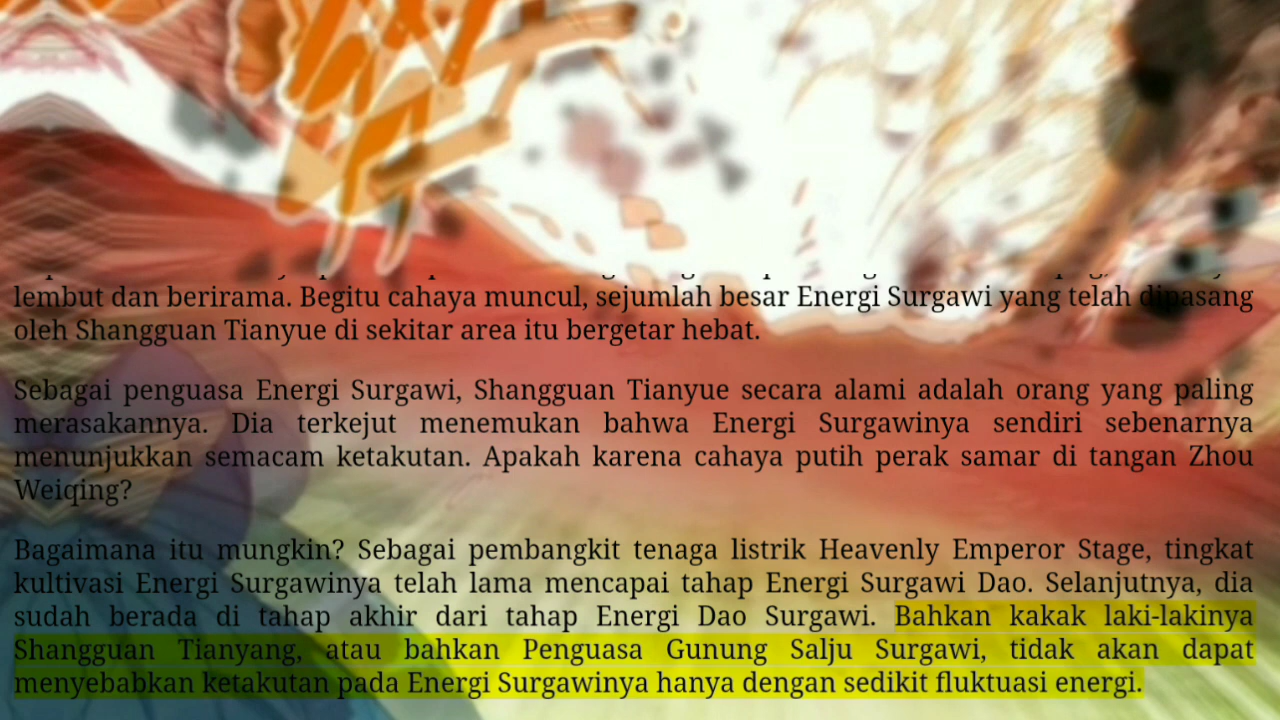 lembut dan berirama. Begitu cahaya muncul, sejumlah besar Energi Surgawi yang telah dipasang
oleh Shangguan Tianyue di sekitar area itu bergetar hebat.
Sebagai penguasa Energi Surgawi, Shangguan Tianyue secara alami adalah orang yang paling
merasakannya. Dia terkejut menemukan bahwa Energi Surgawinya sendiri sebenarnya
menunjukkan semacam ketakutan. Apakah karena cahaya putih perak samar di tangan Zhou
Weiqing?
Bagaimana itu mungkin? Sebagai pembangkit tenaga listrik Heavenly Emperor Stage, tingkat
kultivasi Energi Surgawinya telah lama mencapai tahap Energi Surgawi Dao. Selanjutnya, dia
sudah berada di tahap akhir dari tahap Energi Dao Surgawi. Bahkan kakak laki-lakinya
Shangguan Tianyang, atau bahkan Penguasa Gunung Salju Surgawi, tidak akan dapat
menyebabkan ketakutan pada Energi Surgawinya hanya dengan sedikit fluktuasi energi.